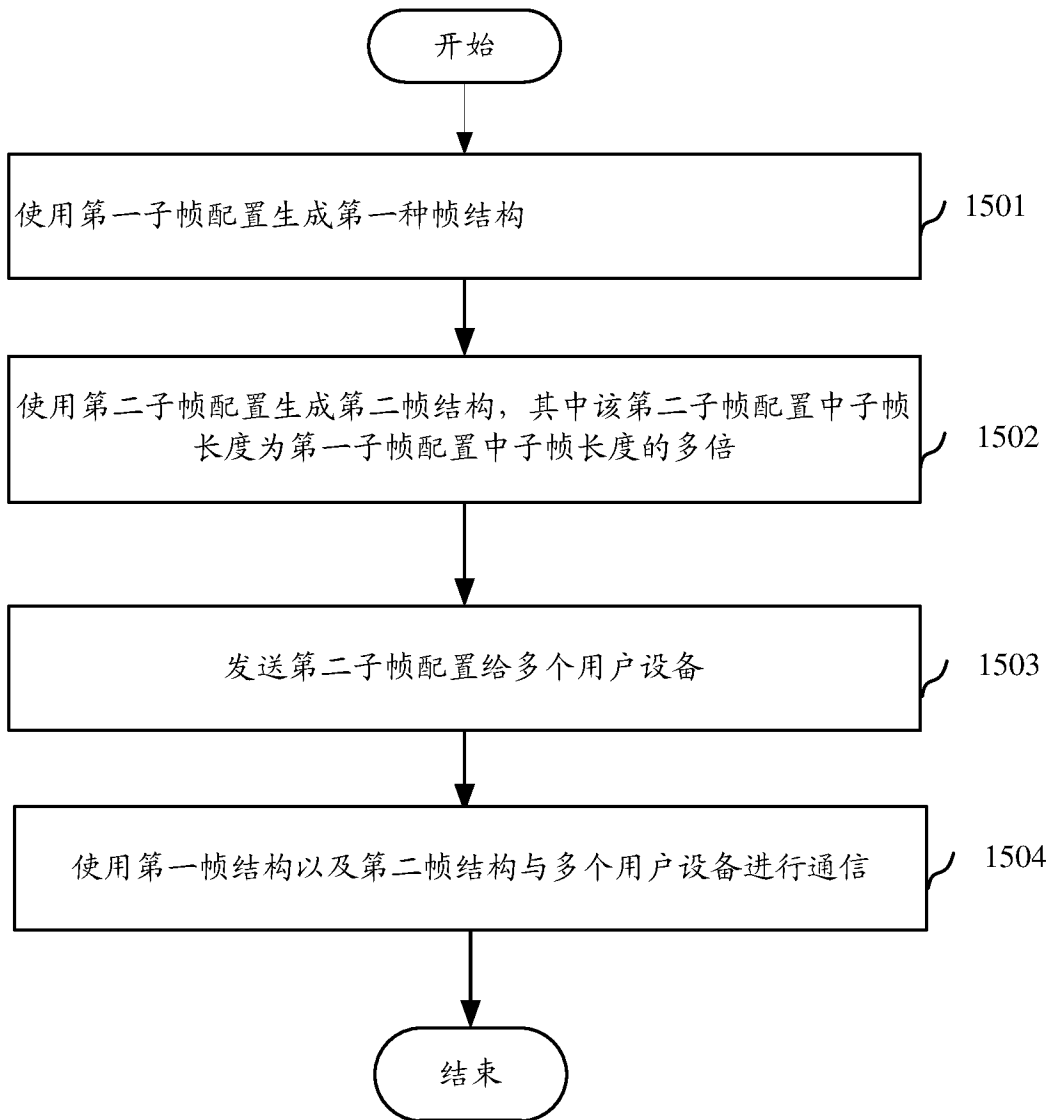 开始
使用第一子帧配置生成第一种帧结构
1501
使用第二子帧配置生成第二帧结构，其中该第二子帧配置中子帧
长度为第一子帧配置中子帧长度的多倍
1502
发送第二子帧配置给多个用户设备
1503
使用第一帧结构以及第二帧结构与多个用户设备进行通信
1504
结束